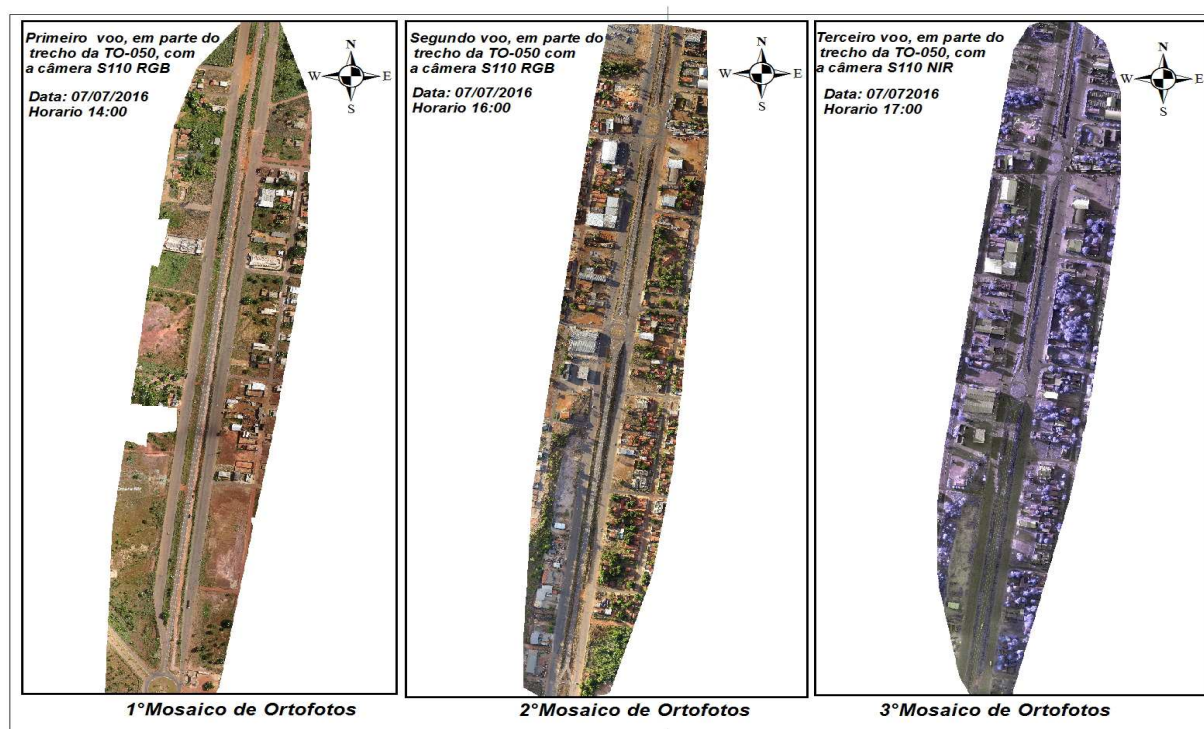 Primeiro voo, em parte do
trecho da TO-050, com
a câmera S110 RGB
Data: 07/07/2016
Horario 14:00
N
W
E
S
1°Mosaico de Ortofotos
Segundo voo, em parte do
trecho da TO-050 com
a câmera S110 RGB
Data: 07/07/2016
Horario 16:00
N
W
E
S
2°Mosaico de Ortofotos
Terceiro voo, em parte do
trecho da TO-050, com
a câmera S110 NIR
Data: 07/072016
Horario 17:00
N
W
E
S
3°Mosaico de Ortofotos